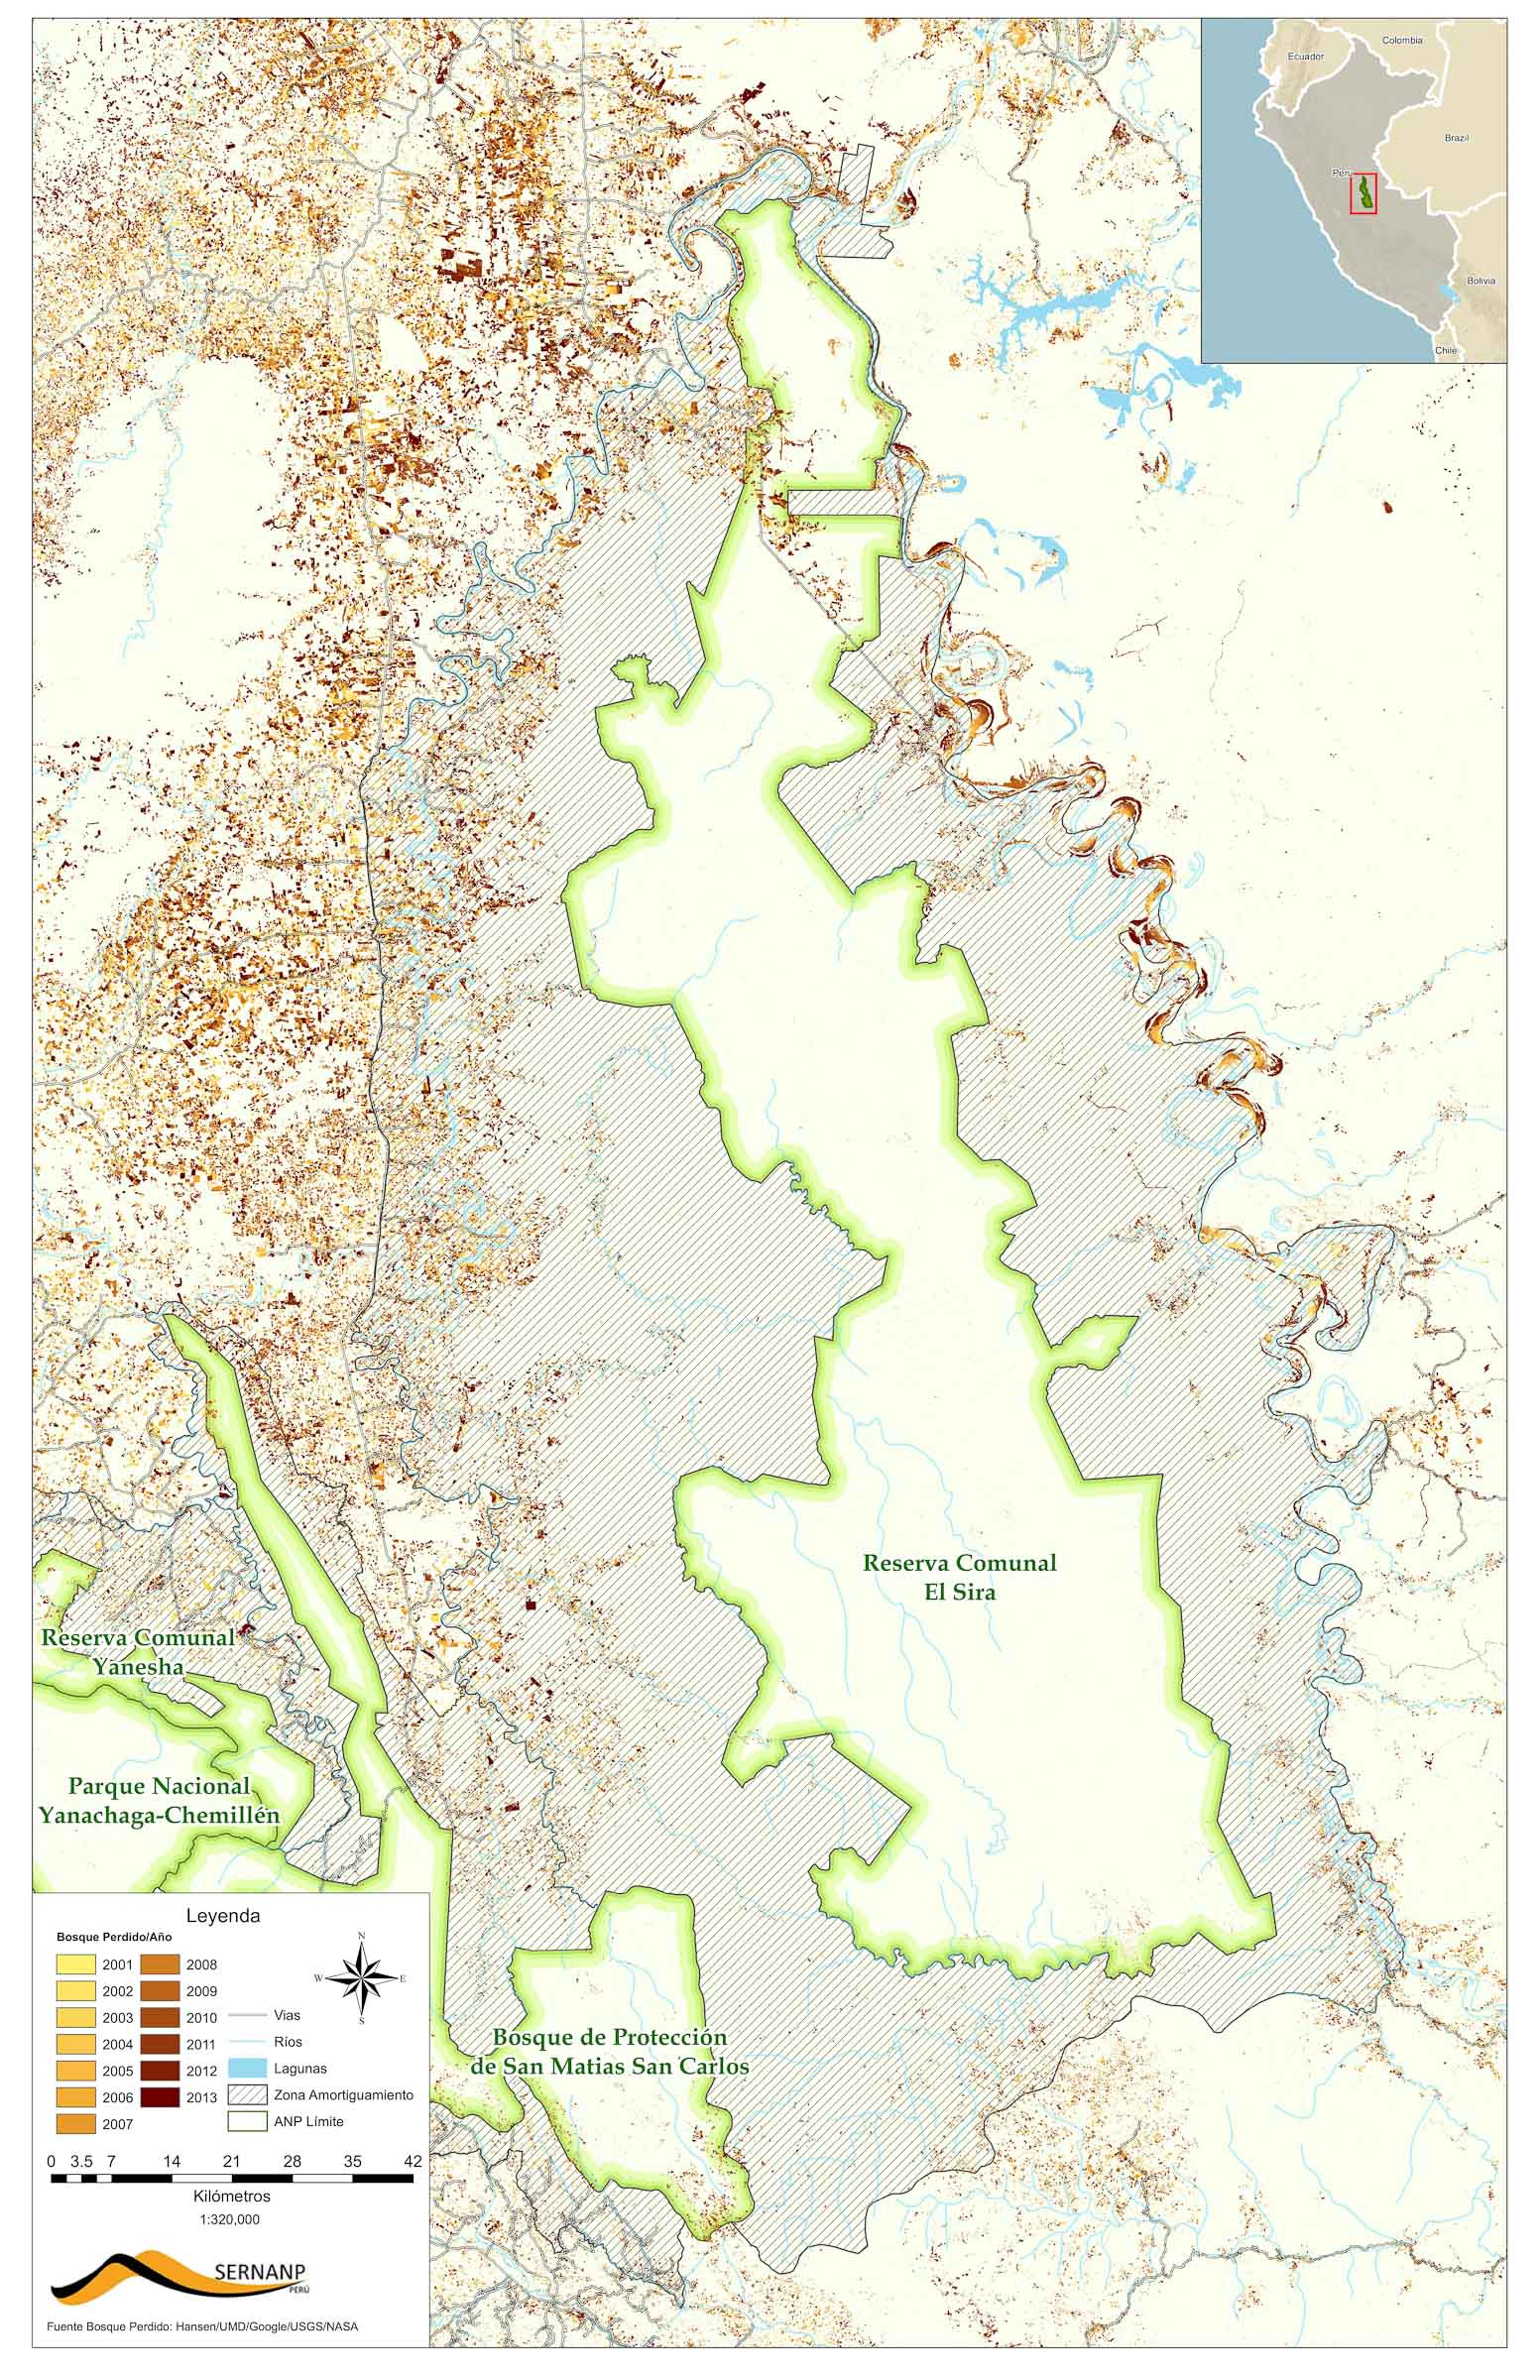 Colombia
Ecuador
Brazil
Perú
Bolivia
Chile
Reserva Comunal
El Sira
Reserva Comunal
Yanesha
Parque Nacional
Yanachaga-Chemillén
Bosque de Protección
de San Matias San Carlos
Leyenda
Bosque Perdido/Año
2001
2002
2003
2004
2005
2006
2007
2008
2009
2010
2011
2012
2013
N
W
E
S
Vias
Ríos
Lagunas
Zona Amortiguamiento
ANP Límite
0 3.5 7 14 21 28 35 42
Kilómetros
1:320,000
SERNANP
PERÚ
Fuente Bosque Perdido: Hansen/UMD/Google/USGS/NASA